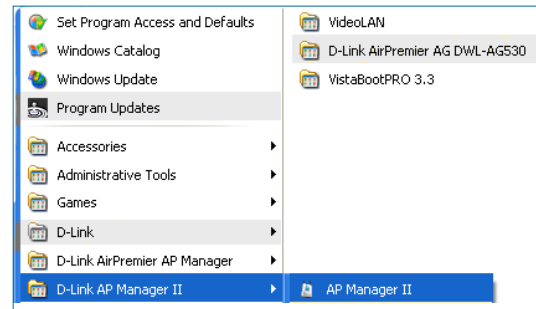 Set Program Access and Defaults
Windows Catalog
Windows Update
Program Updates
Accessories
Administrative Tools
Games
D-Link
D-Link AirPremier AP Manager
D-Link AP Manager II
VideoLAN
D-Link AirPremier AG DWL-AG530
VistaBootPRO 3.3
AP Manager II